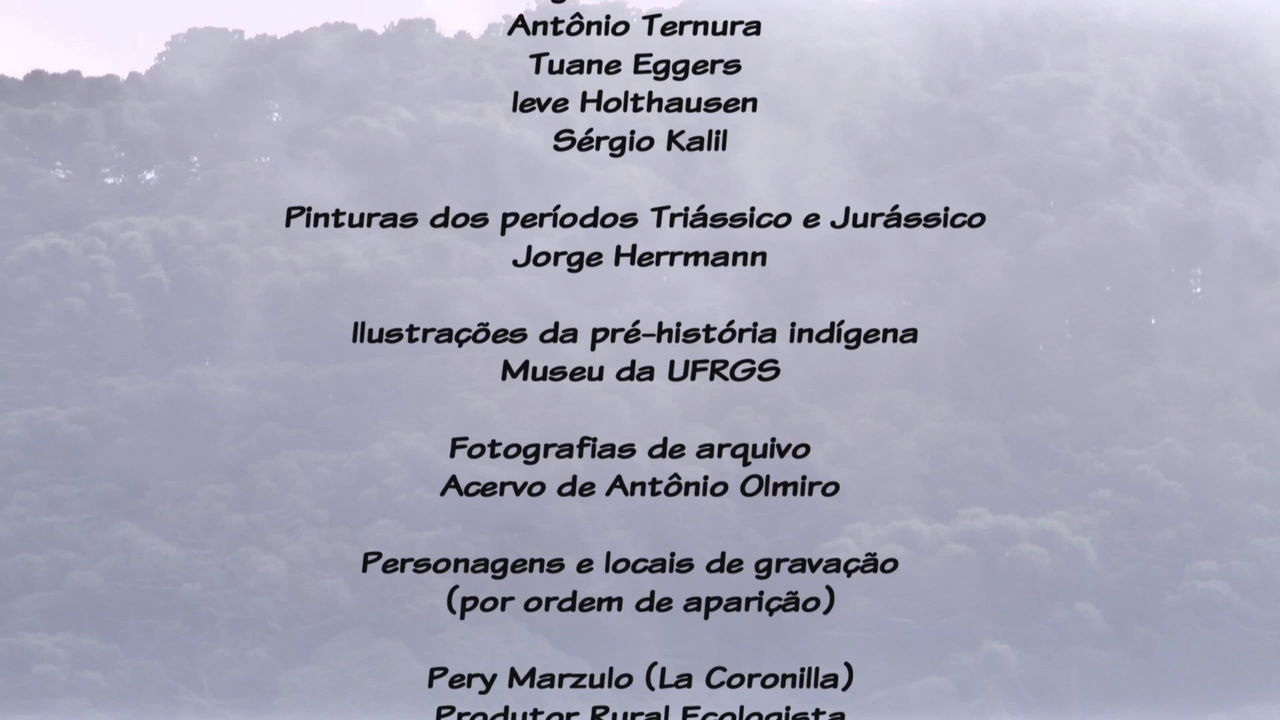 Antônio Ternura
Tuane Eggers
Ieve Holthausen
Sérgio Kalil
Pinturas dos períodos Triássico e Jurássico
Jorge Herrmann
Ilustrações da pré-história indígena
Museu da UFRGS
Fotografias de arquivo
Acervo de Antônio Olmiro
Personagens e locais de gravação
(por ordem de aparição)
Pery Marzulo (La Coronilla)
Produtor Rural Ecologista